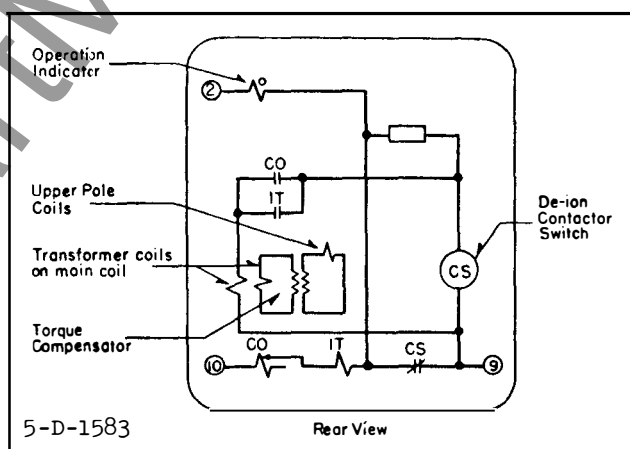 Operation
Indicator
2
CO
IT
Upper Pole
Coils
De-ion
Contactor
Switch
CS
Transformer coils
on main coil
Torque
Compensator
CO
IT
CS
10
9
5-D-1583
Rear View